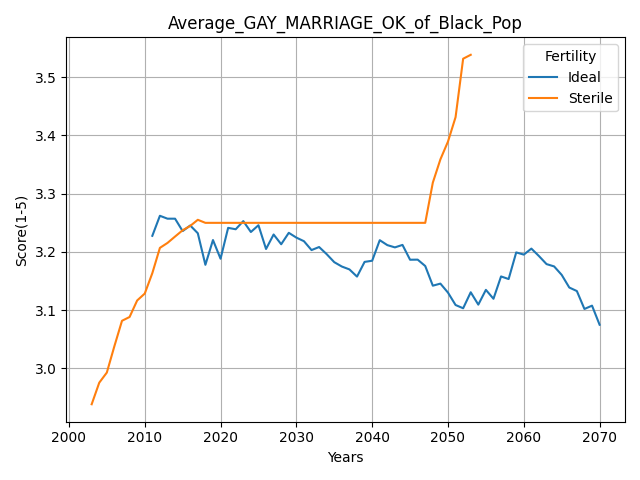 Average_GAY_MARRIAGE_OK_of_Black_Pop
Fertility
Ideal
Sterile
Score(1-5)
3.5
3.4
3.3
3.2
3.1
3.0
2000 2010 2020 2030 2040 2050 2060 2070
Years